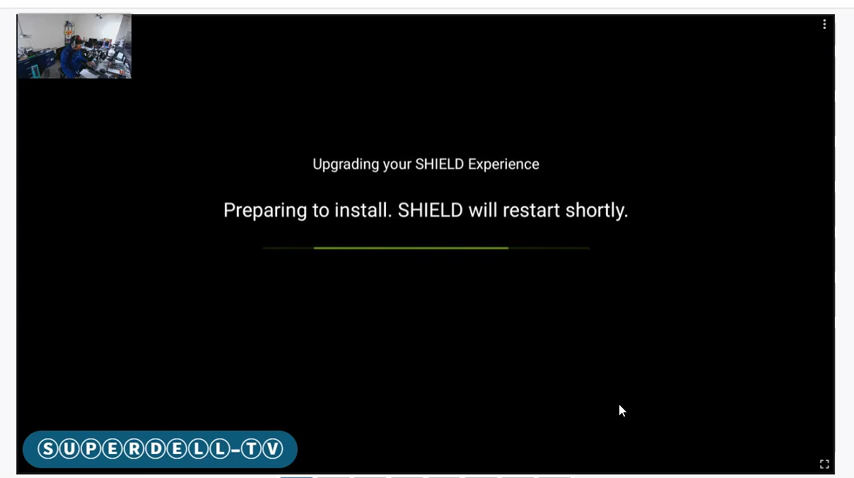 Upgrading your SHIELD Experience
Preparing to install. SHIELD will restart shortly.
ⓈⓊⓅⒺⓇⒹⒺⓁⓁ-ⓉⓋ